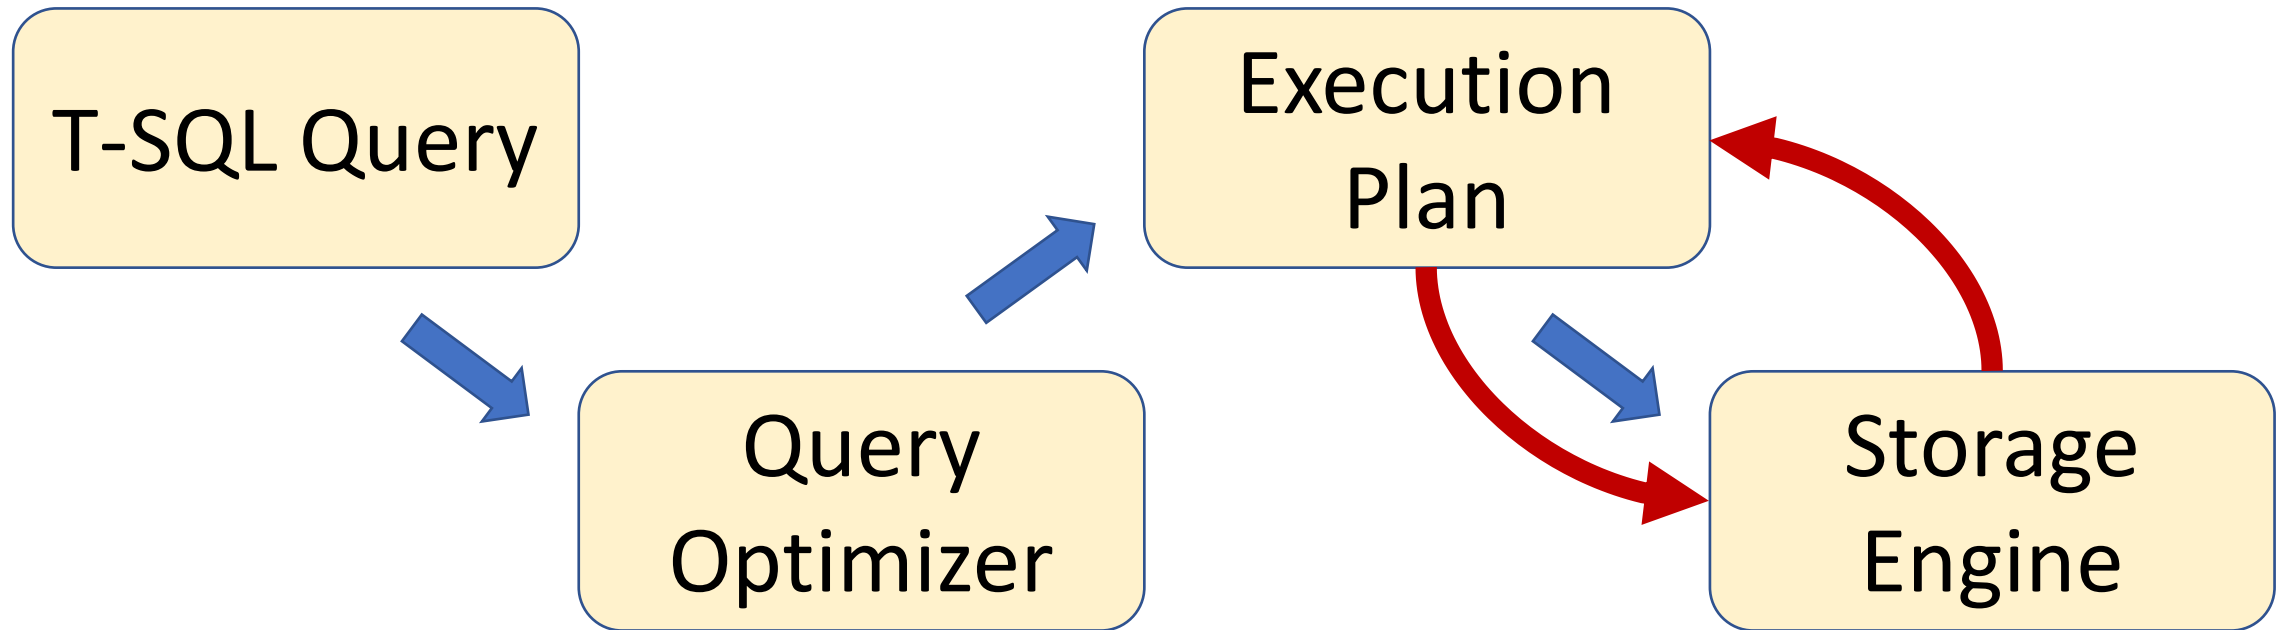 T-SQL Query
Query
Optimizer
Execution
Plan
Storage
Engine